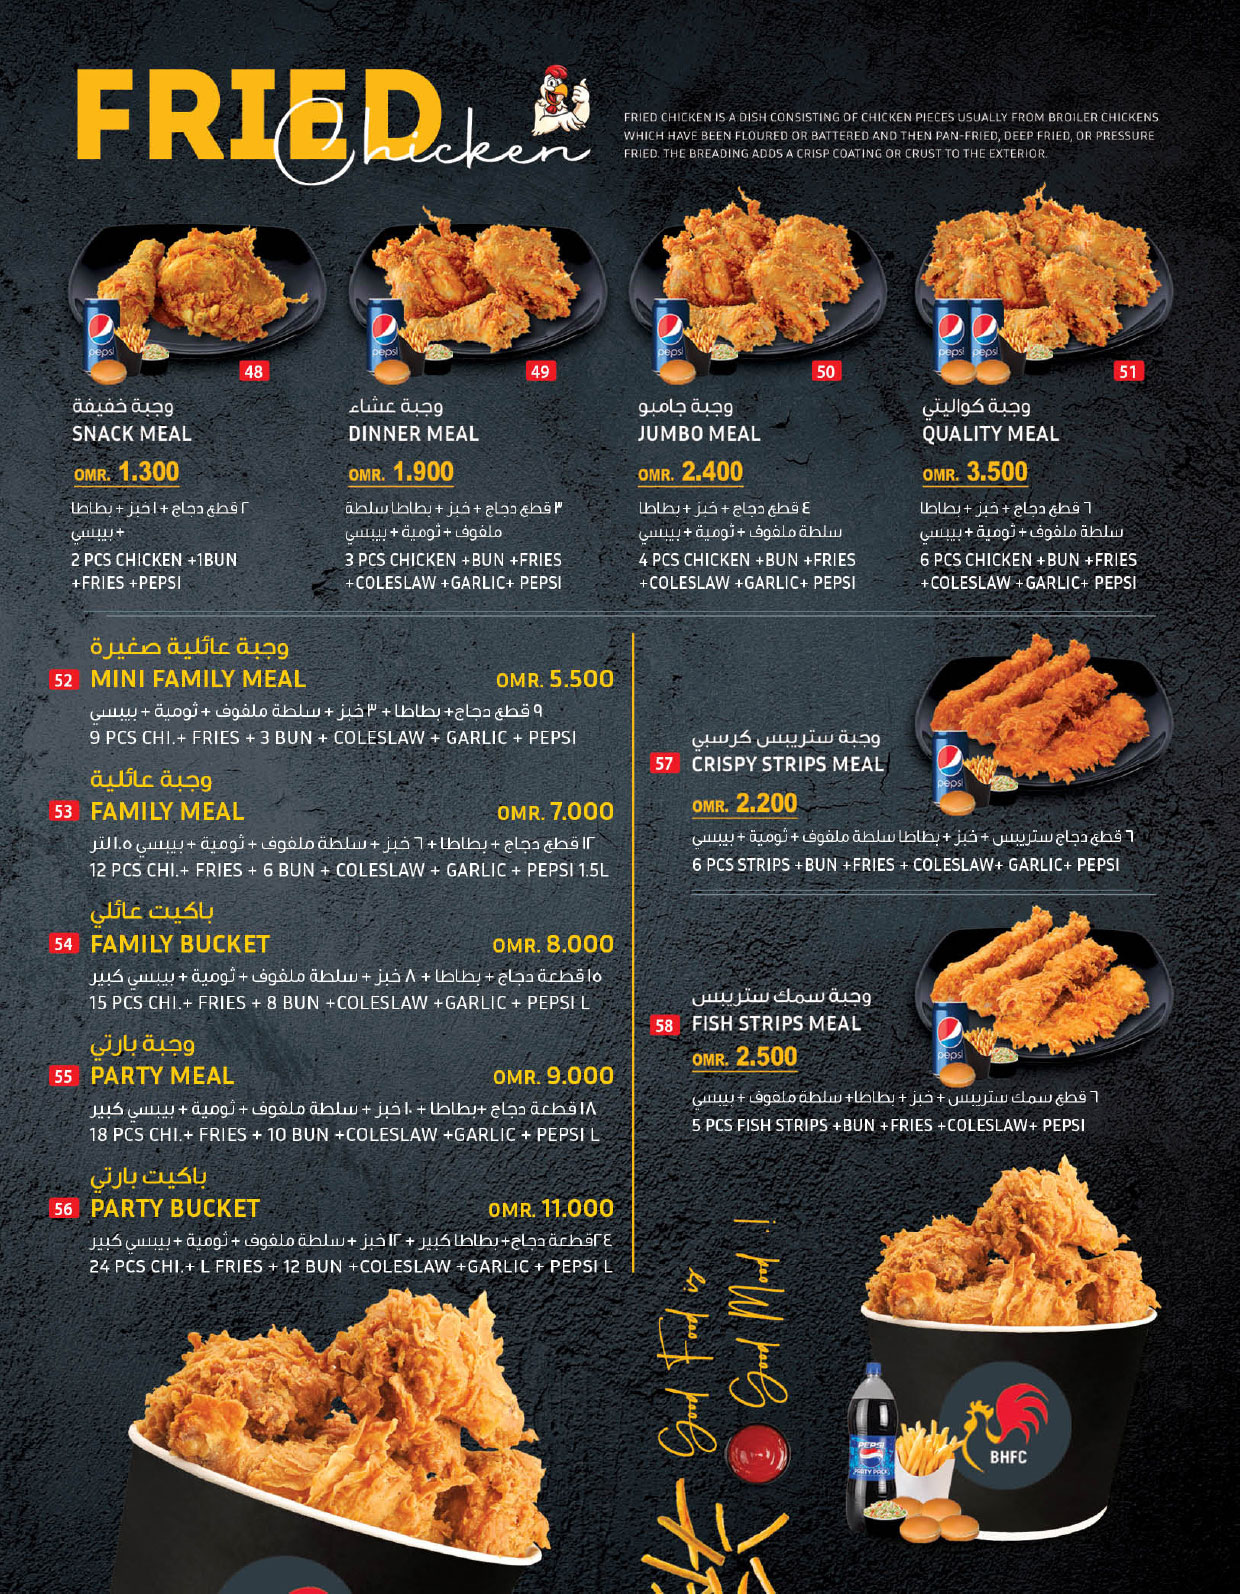 FRIED
Chicken
FRIED CHICKEN IS A DISH CONSISTING OF CHICKEN PIECES USUALLY FROM BROILER CHICKENS
WHICH HAVE BEEN FLOURED OR BATTERED AND THEN PAN-FRIED, DEEP FRIED, OR PRESSURE
FRIED. THE BREADING ADDS A CRISP COATING OR CRUST TO THE EXTERIOR.
pepsi
48
وجبة خفيفة
SNACK MEAL
OMR. 1.300
٢ قطع دجاج + ١ خبز + بطاطا
+ بيبسي
2 PCS CHICKEN +1BUN
+FRIES +PEPSI
pepsi
49
وجبة عشاء
DINNER MEAL
OMR. 1.900
٣ قطع دجاج + خبز + بطاطا سلطة
ملفوف + ثومية + بيبسي
3 PCS CHICKEN +BUN +FRIES
+COLESLAW +GARLIC+ PEPSI
pepsi
50
وجبة جامبو
JUMBO MEAL
OMR. 2.400
٤ قطع دجاج + خبز + بطاطا
سلطة ملفوف + ثومية + بيبسي
4 PCS CHICKEN +BUN +FRIES
+COLESLAW +GARLIC+ PEPSI
pepsi pepsi
51
وجبة كواليتي
QUALITY MEAL
OMR. 3.500
٦ قطع دجاج + خبز + بطاطا
سلطة ملفوف + ثومية + بيبسي
6 PCS CHICKEN +BUN +FRIES
+COLESLAW +GARLIC+ PEPSI
وجبة عائلية صغيرة
52 MINI FAMILY MEAL OMR. 5.500
٩ قطع دجاج+ بطاطا + ٣ خبز + سلطة ملفوف + ثومية + بيبسي
9 PCS CHI.+ FRIES + 3 BUN + COLESLAW + GARLIC + PEPSI
وجبة عائلية
53 FAMILY MEAL OMR. 7.000
١٢ قطع دجاج + بطاطا + ٦ خبز + سلطة ملفوف + ثومية + بيبسي ١.٥ لتر
12 PCS CHI.+ FRIES + 6 BUN + COLESLAW + GARLIC + PEPSI 1.5L
باكيت عائلي
54 FAMILY BUCKET OMR. 8.000
١٥ قطعة دجاج + بطاطا + ٨ خبز + سلطة ملفوف + ثومية + بيبسي كبير
15 PCS CHI.+ FRIES + 8 BUN +COLESLAW +GARLIC + PEPSI L
وجبة بارتي
55 PARTY MEAL OMR. 9.000
١٨ قطعة دجاج +بطاطا + ١٠ خبز + سلطة ملفوف + ثومية + بيبسي كبير
18 PCS CHI.+ FRIES + 10 BUN +COLESLAW +GARLIC + PEPSI L
باكيت بارتي
56 PARTY BUCKET OMR. 11.000
٢٤ قطعة دجاج+بطاطا كبير + ١٢ خبز + سلطة ملفوف + ثومية + بيبسي كبير
24 PCS CHI.+ L FRIES + 12 BUN +COLESLAW +GARLIC + PEPSI L
pepsi
وجبة ستريبس كرسبي
57 CRISPY STRIPS MEAL
OMR. 2.200
٦ قطع دجاج ستريبس + خبز + بطاطا سلطة ملفوف + ثومية + بيبسي
6 PCS STRIPS +BUN +FRIES + COLESLAW+ GARLIC+ PEPSI
pepsi
وجبة سمك ستريبس
58 FISH STRIPS MEAL
OMR. 2.500
٦ قطع سمك ستريبس + خبز + بطاطا+ سلطة ملفوف + ثومية + بيبسي
5 PCS FISH STRIPS +BUN +FRIES +COLESLAW+ PEPSI
Good Food is
Good Mood.!
PEPSI
PARTY PACK
BHFC